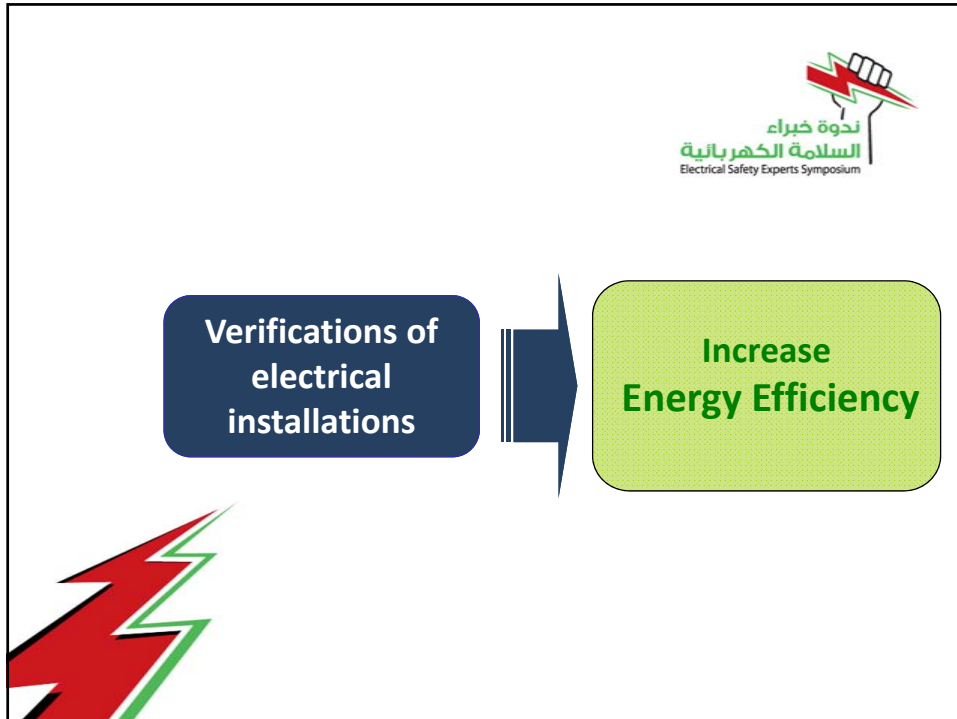 ندوة خبراء
السلامة الكهربائية
Electrical Safety Experts Symposium
Verifications of
electrical
installations
Increase
Energy Efficiency